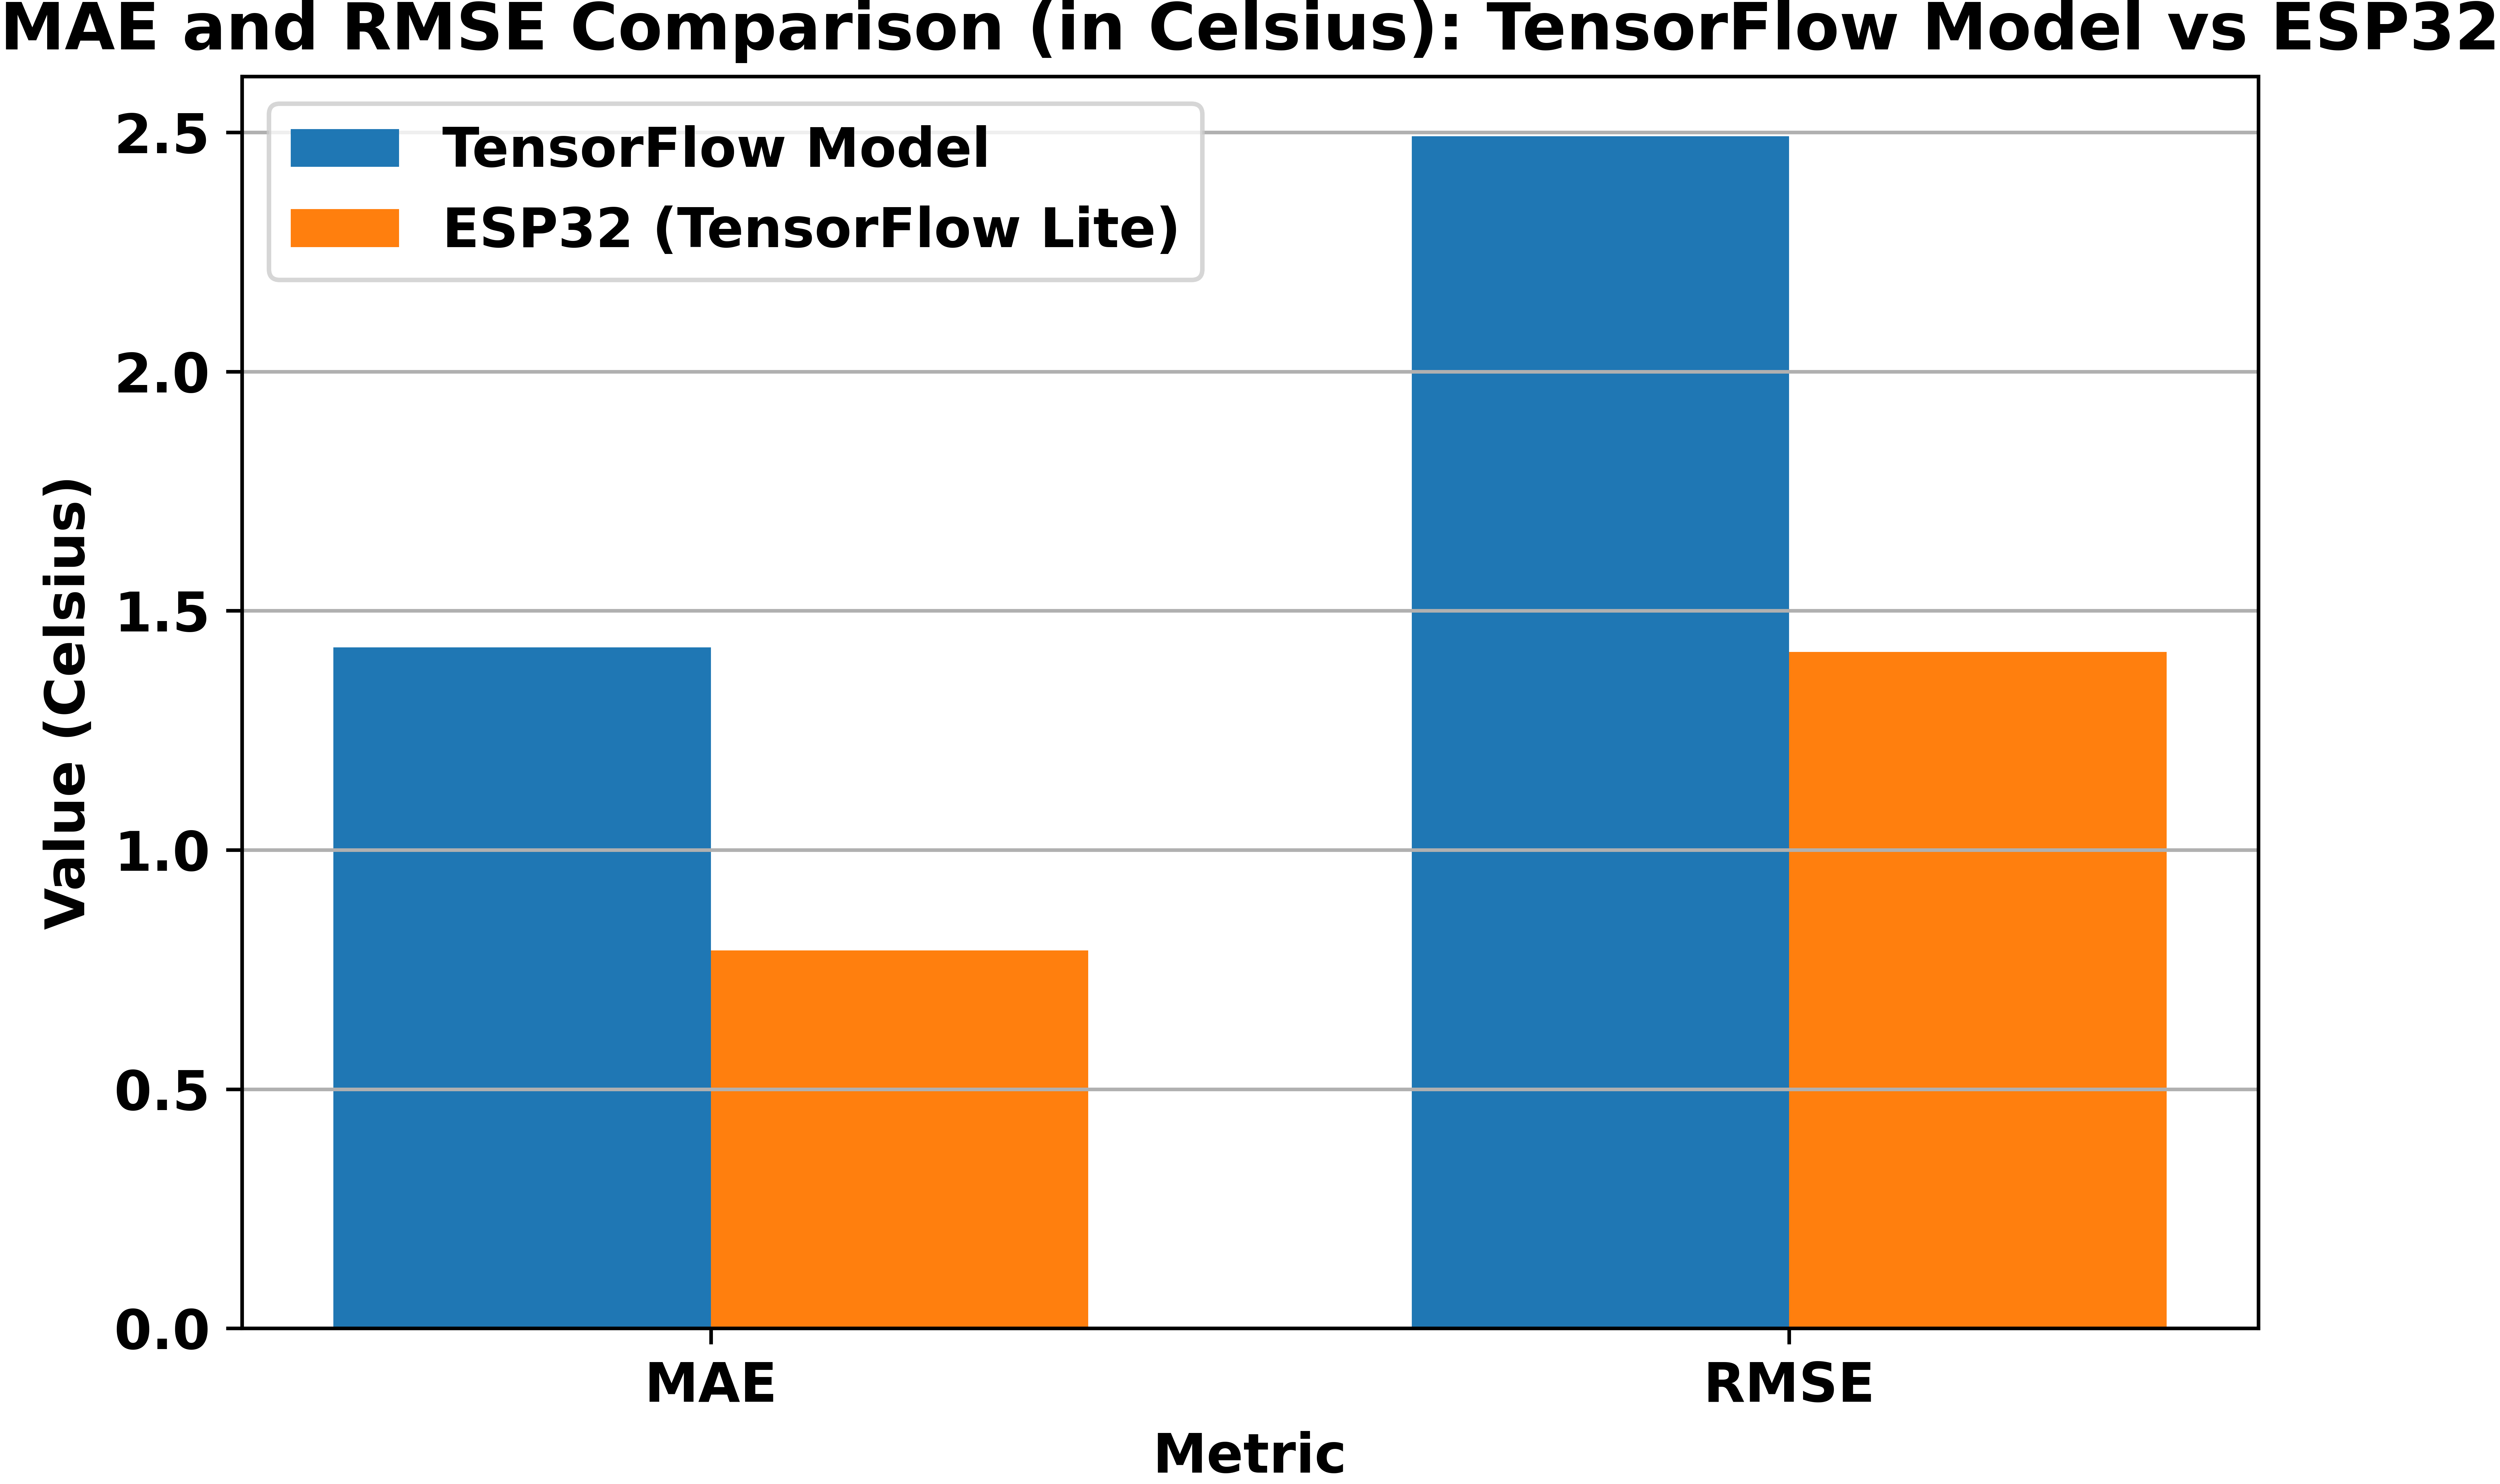 MAE and RMSE Comparison (in Celsius): TensorFlow Model vs ESP32
TensorFlow Model
ESP32 (TensorFlow Lite)
Value (Celsius)
2.5
2.0
1.5
1.0
0.5
0.0
MAE
RMSE
Metric